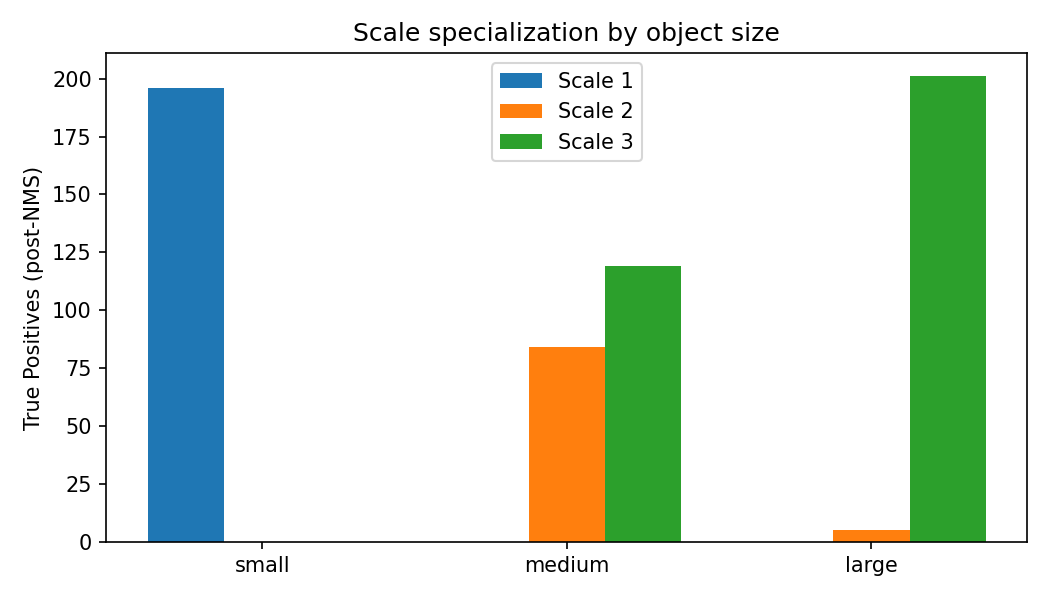 Scale specialization by object size
Scale 1
Scale 2
Scale 3
True Positives (post-NMS)
200
175
150
125
100
75
50
25
0
small medium large